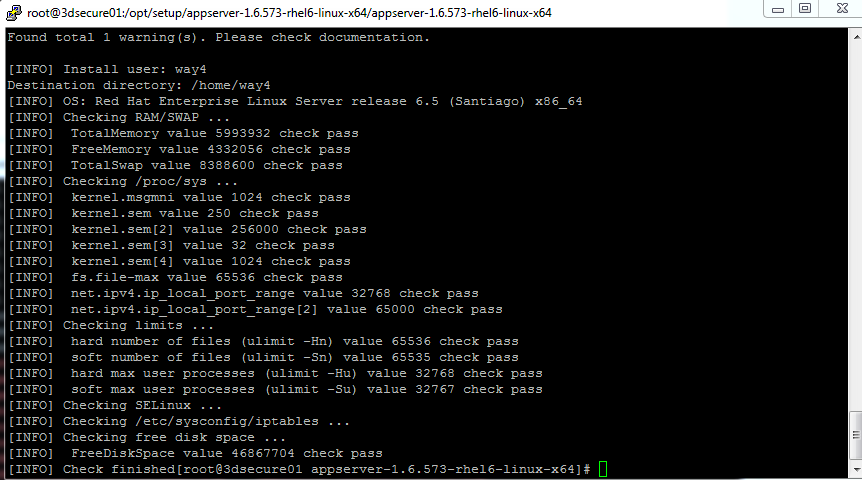 root@3dsecure01:/opt/setup/appserver-1.6.573-rhel6-linux-x64/appserver-1.6.573-rhel6-linux-x64
Found total 1 warning(s). Please check documentation.
[INFO] Install user: way4
Destination directory: /home/way4
[INFO] OS: Red Hat Enterprise Linux Server release 6.5 (Santiago) x86_64
[INFO] Checking RAM/SWAP ...
[INFO]  TotalMemory value 5993932 check pass
[INFO]  FreeMemory value 4332056 check pass
[INFO]  TotalSwap value 8388600 check pass
[INFO] Checking /proc/sys ...
[INFO]  kernel.msgmni value 1024 check pass
[INFO]  kernel.sem value 250 check pass
[INFO]  kernel.sem[2] value 256000 check pass
[INFO]  kernel.sem[3] value 32 check pass
[INFO]  kernel.sem[4] value 1024 check pass
[INFO]  fs.file-max value 65536 check pass
[INFO]  net.ipv4.ip_local_port_range value 32768 check pass
[INFO]  net.ipv4.ip_local_port_range[2] value 65000 check pass
[INFO] Checking limits ...
[INFO]  hard number of files (ulimit -Hn) value 65536 check pass
[INFO]  soft number of files (ulimit -Sn) value 65535 check pass
[INFO]  hard max user processes (ulimit -Hu) value 32768 check pass
[INFO]  soft max user processes (ulimit -Su) value 32767 check pass
[INFO] Checking SELinux ...
[INFO] Checking /etc/sysconfig/iptables ...
[INFO] Checking free disk space ...
[INFO]  FreeDiskSpace value 46867704 check pass
[INFO] Check finished[root@3dsecure01 appserver-1.6.573-rhel6-linux-x64]#